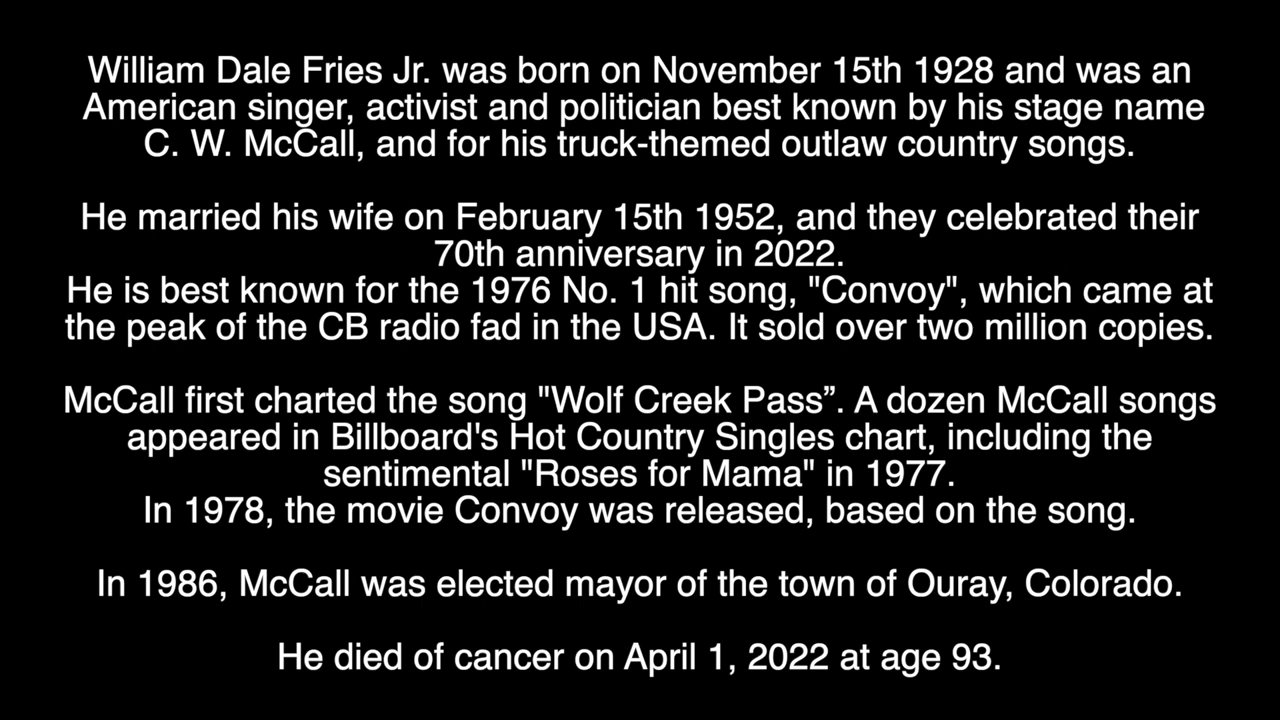 William Dale Fries Jr. was born on November 15th 1928 and was an
American singer, activist and politician best known by his stage name
C. W. McCall, and for his truck-themed outlaw country songs.
He married his wife on February 15th 1952, and they celebrated their
70th anniversary in 2022.
He is best known for the 1976 No. 1 hit song, "Convoy", which came at
the peak of the CB radio fad in the USA. It sold over two million copies.
McCall first charted the song "Wolf Creek Pass”. A dozen McCall songs
appeared in Billboard's Hot Country Singles chart, including the
sentimental "Roses for Mama" in 1977.
In 1978, the movie Convoy was released, based on the song.
In 1986, McCall was elected mayor of the town of Ouray, Colorado.
He died of cancer on April 1, 2022 at age 93.